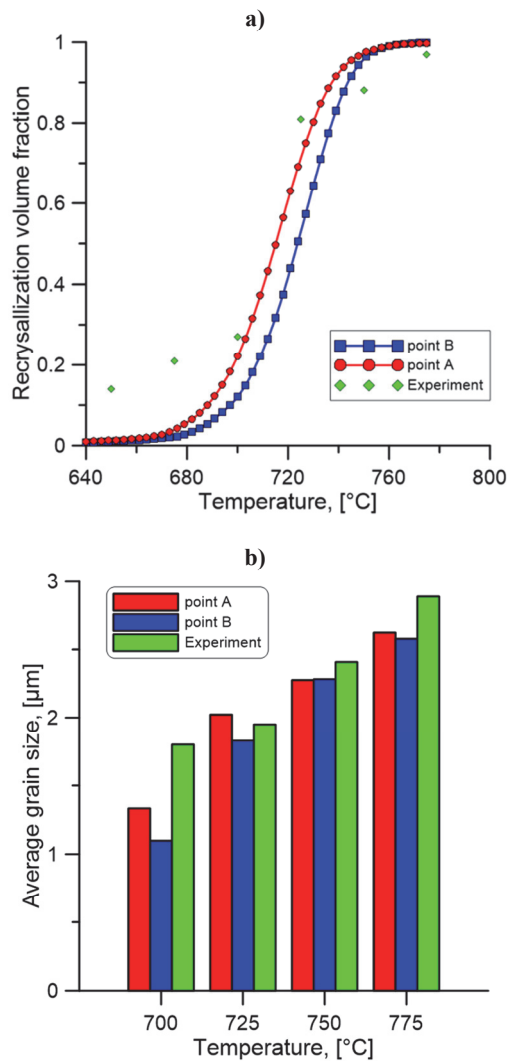 a)
1
0.8
0.6
0.4
0.2
0
Recrysallization volume fraction
point B
point A
Experiment
640
680
720
760
800
Temperature, [°C]
b)
3
2
1
0
Average grain size, [µm]
point A
point B
Experiment
700
725
750
775
Temperature, [°C]